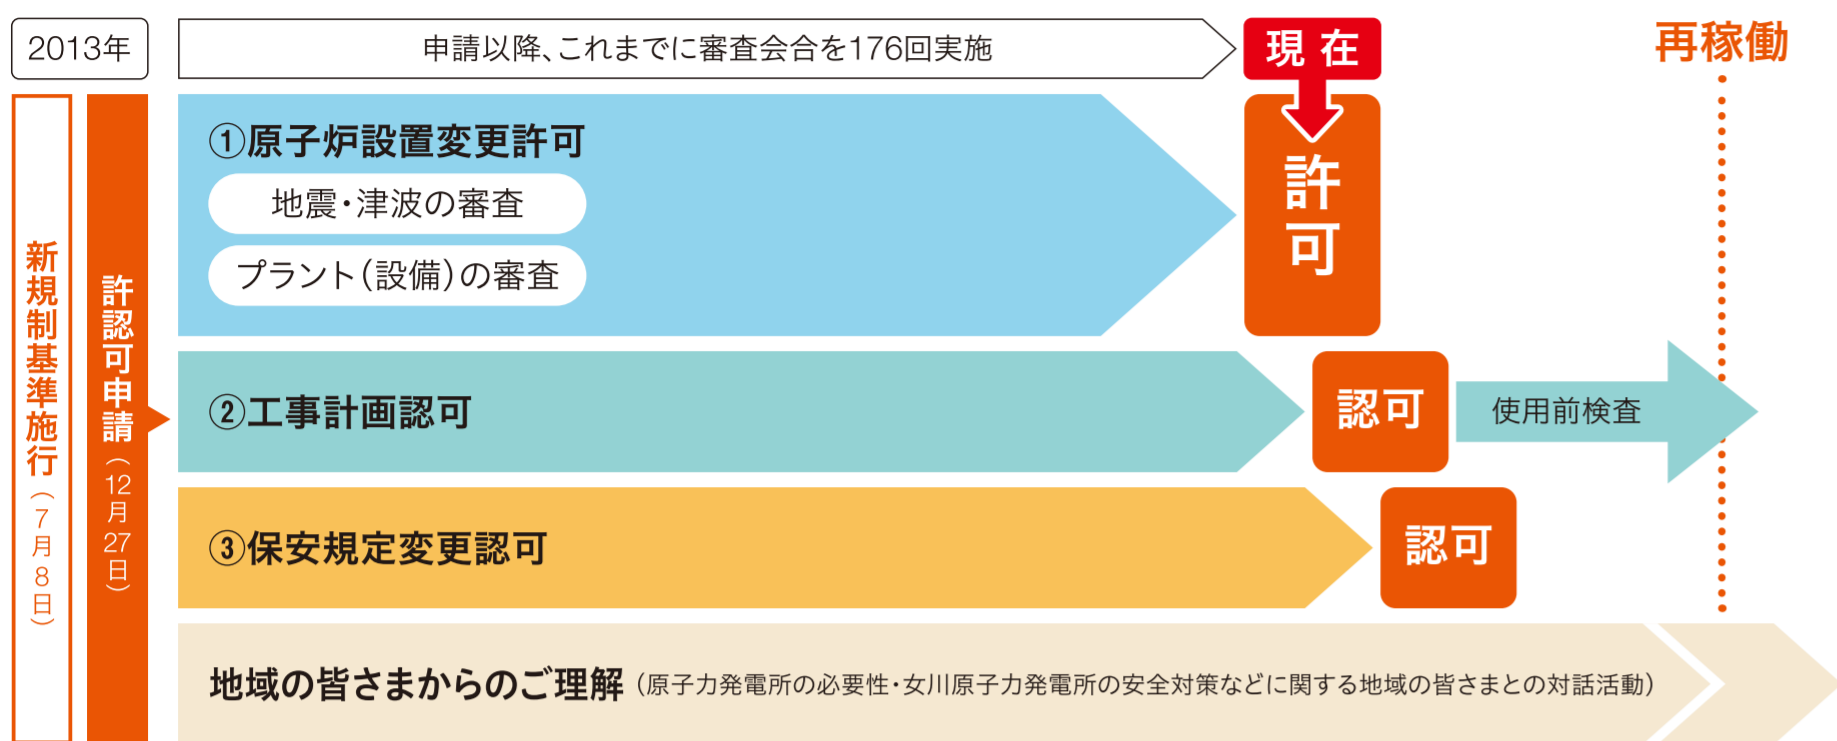 2013年
申請以降、これまでに審査会合を176回実施
現在
再稼働
新規制基準施行（7月8日）
許認可申請（12月27日）
①原子炉設置変更許可
地震・津波の審査
プラント（設備）の審査
許可
②工事計画認可
認可
使用前検査
③保安規定変更認可
認可
地域の皆さまからのご理解（原子力発電所の必要性・女川原子力発電所の安全対策などに関する地域の皆さまとの対話活動）